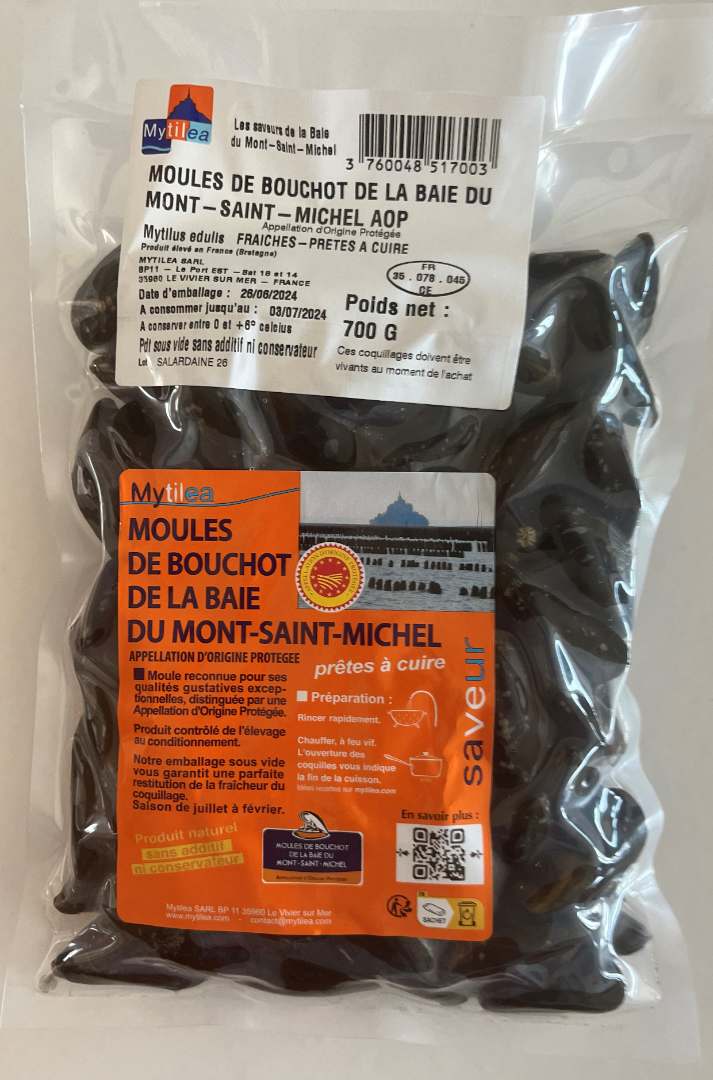 Mytilea
Les saveurs de la Baie
du Mont-Saint-Michel
3 760048 517003
MOULES DE BOUCHOT DE LA BAIE DU
MONT-SAINT-MICHEL AOP
Appellation d'Origine Protégée
Mytilus edulis FRAICHES-PRETES A CUIRE
Produit élevé en France (Bretagne)
MYTILEA SARL
BP11 - Le Port EST - Bat 16 et 14
35960 LE VIVIER SUR MER - FRANCE
FR
35 . 078 . 045
CE
Date d'emballage : 26/06/2024
A consommer jusqu'au : 03/07/2024
A conserver entre 0 et +6° celcius
Poids net :
700 G
Pdt sous vide sans additif ni conservateur
Lot SALARDAINE 26
Ces coquillages doivent être
vivants au moment de l'achat
Mytilea
MOULES
DE BOUCHOT
DE LA BAIE
DU MONT-SAINT-MICHEL
APPELLATION D'ORIGINE PROTEGEE
prêtes à cuire
saveur
Moule reconnue pour ses
qualités gustatives excep-
tionnelles, distinguée par une
Appellation d'Origine Protégée.
Produit contrôlé de l'élevage
au conditionnement.
Notre emballage sous vide
vous garantit une parfaite
restitution de la fraîcheur du
coquillage.
Saison de juillet à février.
Préparation :
Rincer rapidement.
Chauffer, à feu vif.
L'ouverture des
coquilles vous indique
la fin de la cuisson.
Idées recettes sur mytilea.com
Produit naturel
sans additif
ni conservateur
MOULES DE BOUCHOT
DE LA BAIE DU
MONT-SAINT-MICHEL
APPELLATION D'ORIGINE PROTÉGÉE
En savoir plus :
FR
SACHET
Mytilea SARL BP 11 35960 Le Vivier sur Mer
www.mytilea.com - contact@mytilea.com